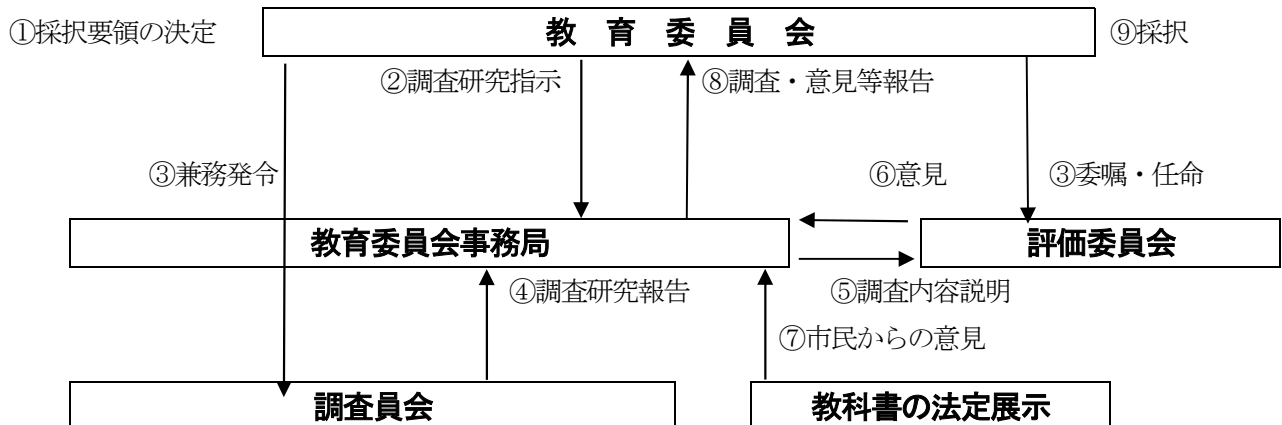 ①採択要領の決定
教 育 委 員 会
⑨採択
②調査研究指示
⑧調査・意見等報告
③兼務発令
⑥意見
③委嘱・任命
教育委員会事務局
評価委員会
④調査研究報告
⑤調査内容説明
⑦市民からの意見
調査員会
教科書の法定展示